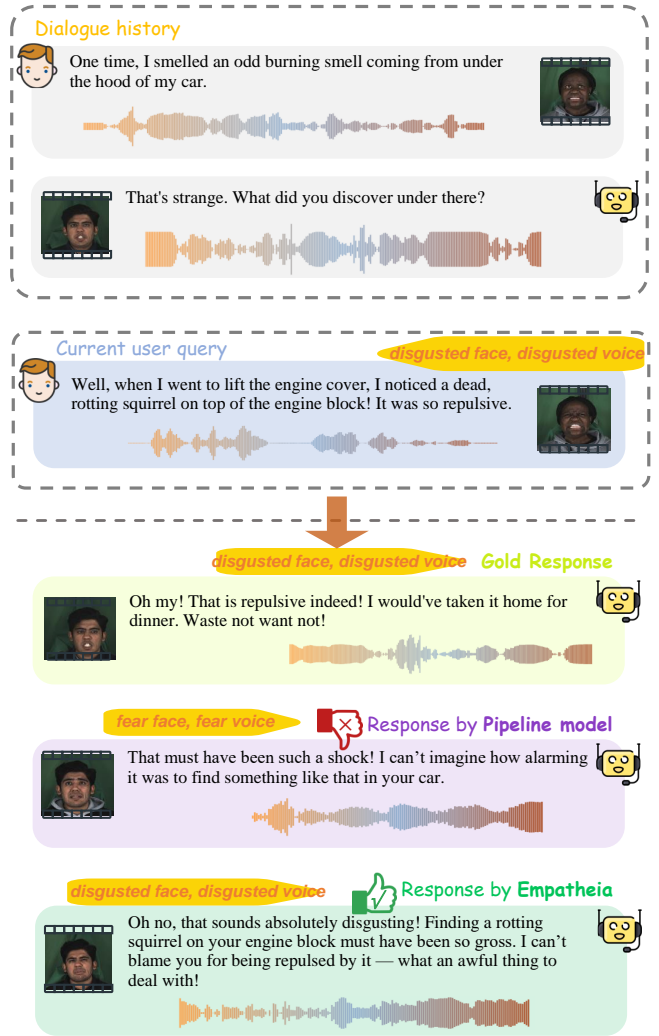 Dialogue history
One time, I smelled an odd burning smell coming from under
the hood of my car.
That's strange. What did you discover under there?
Current user query
disgusted face, disgusted voice
Well, when I went to lift the engine cover, I noticed a dead,
rotting squirrel on top of the engine block! It was so repulsive.
disgusted face, disgusted voice
Gold Response
Oh my! That is repulsive indeed! I would've taken it home for
dinner. Waste not want not!
fear face, fear voice
Response by Pipeline model
That must have been such a shock! I can’t imagine how alarming
it was to find something like that in your car.
disgusted face, disgusted voice
Response by Empatheia
Oh no, that sounds absolutely disgusting! Finding a rotting
squirrel on your engine block must have been so gross. I can’t
blame you for being repulsed by it — what an awful thing to
deal with!